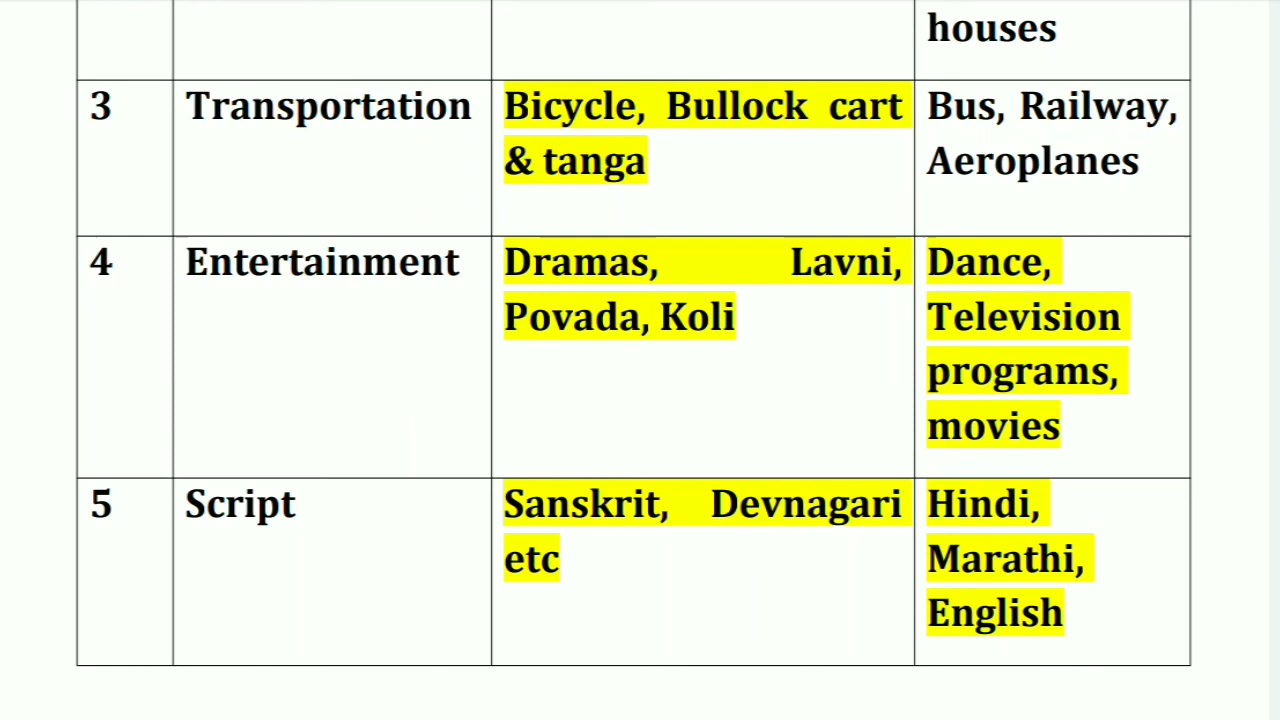 houses
3 Transportation Bicycle, Bullock cart Bus, Railway,
& tanga Aeroplanes
4 Entertainment Dramas, Lavni, Dance,
Povada, Koli Television
programs,
movies
5 Script Sanskrit, Devnagari Hindi,
etc Marathi,
English